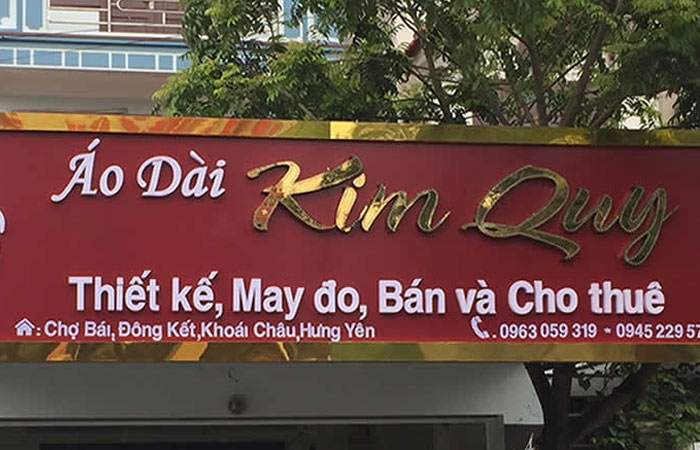 Áo Dài Kim Quy
Thiết kế, May đo, Bán và Cho thuê
: Chợ Bái, Đông Kết,Khoái Châu,Hưng Yên
. 0963 059 319 * 0945 229 57